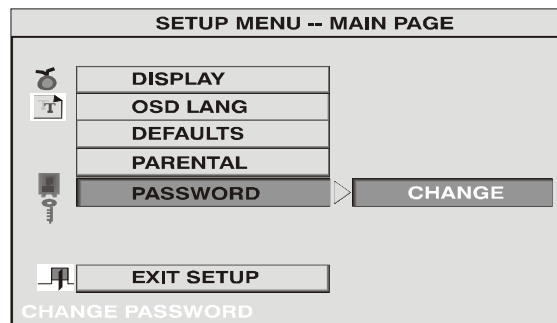 SETUP MENU -- MAIN PAGE
DISPLAY
T OSD LANG
DEFAULTS
PARENTAL
PASSWORD CHANGE
EXIT SETUP
CHANGE PASSWORD